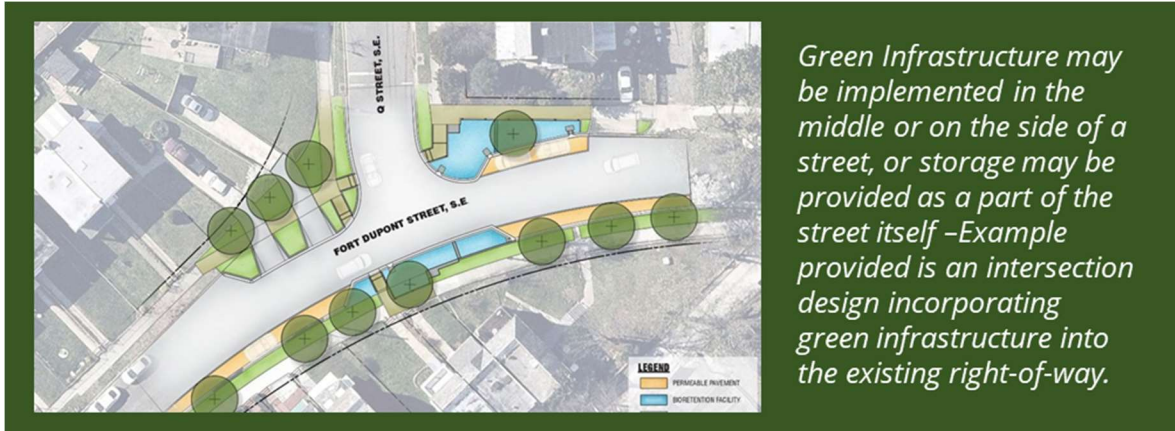 Q STREET, S.E.
FORT DUPONT STREET, S.E
LEGEND
PERMEABLE PAVEMENT
BIORETENTION FACILITY
Green Infrastructure may
be implemented in the
middle or on the side of a
street, or storage may be
provided as a part of the
street itself –Example
provided is an intersection
design incorporating
green infrastructure into
the existing right-of-way.